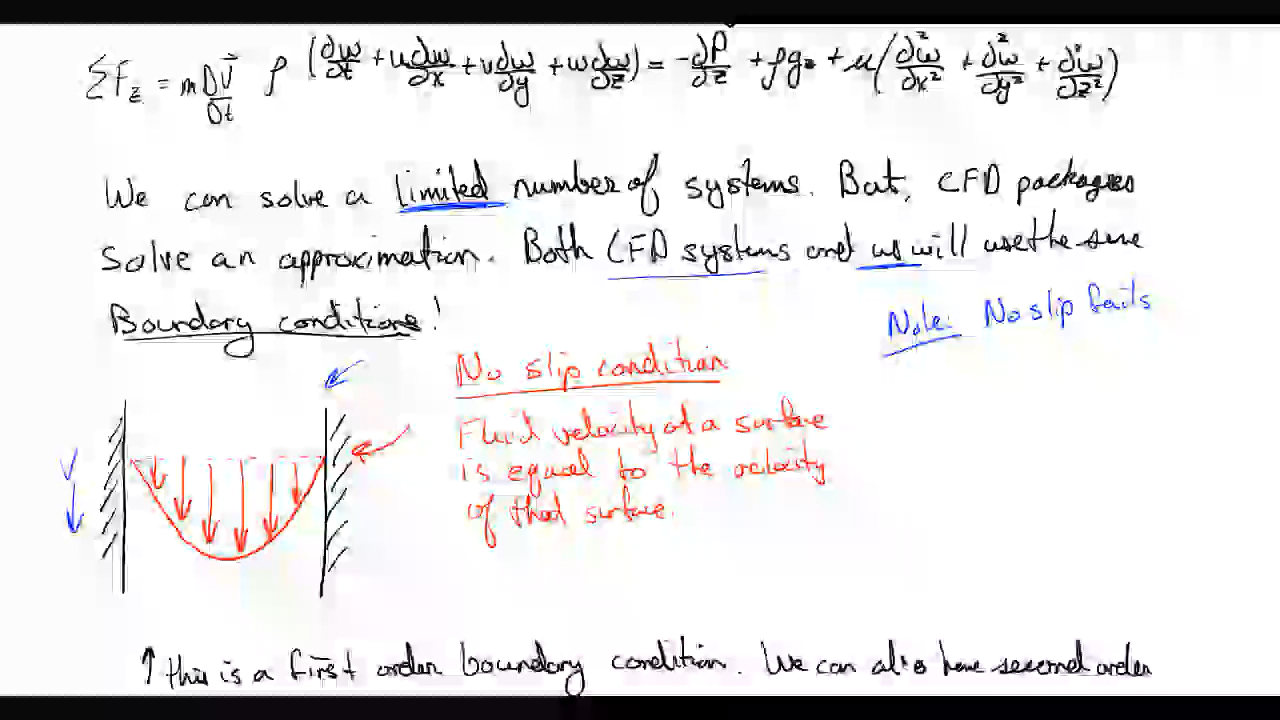 ΣF_z = m DV⃗/Dt ρ (∂w/∂t + u∂w/∂x + v∂w/∂y + w∂w/∂z) = -∂P/∂z + ρg_z + μ(∂²w/∂x² + ∂²w/∂y² + ∂²w/∂z²)
We can solve a limited number of systems. But, CFD packages
solve an approximation. Both CFD systems and us will use the same
Boundary conditions!
Note: No slip fails
No slip condition
Fluid velocity at a surface
is equal to the velocity
of that surface.
V
↑ this is a first order boundary condition. We can also have second order